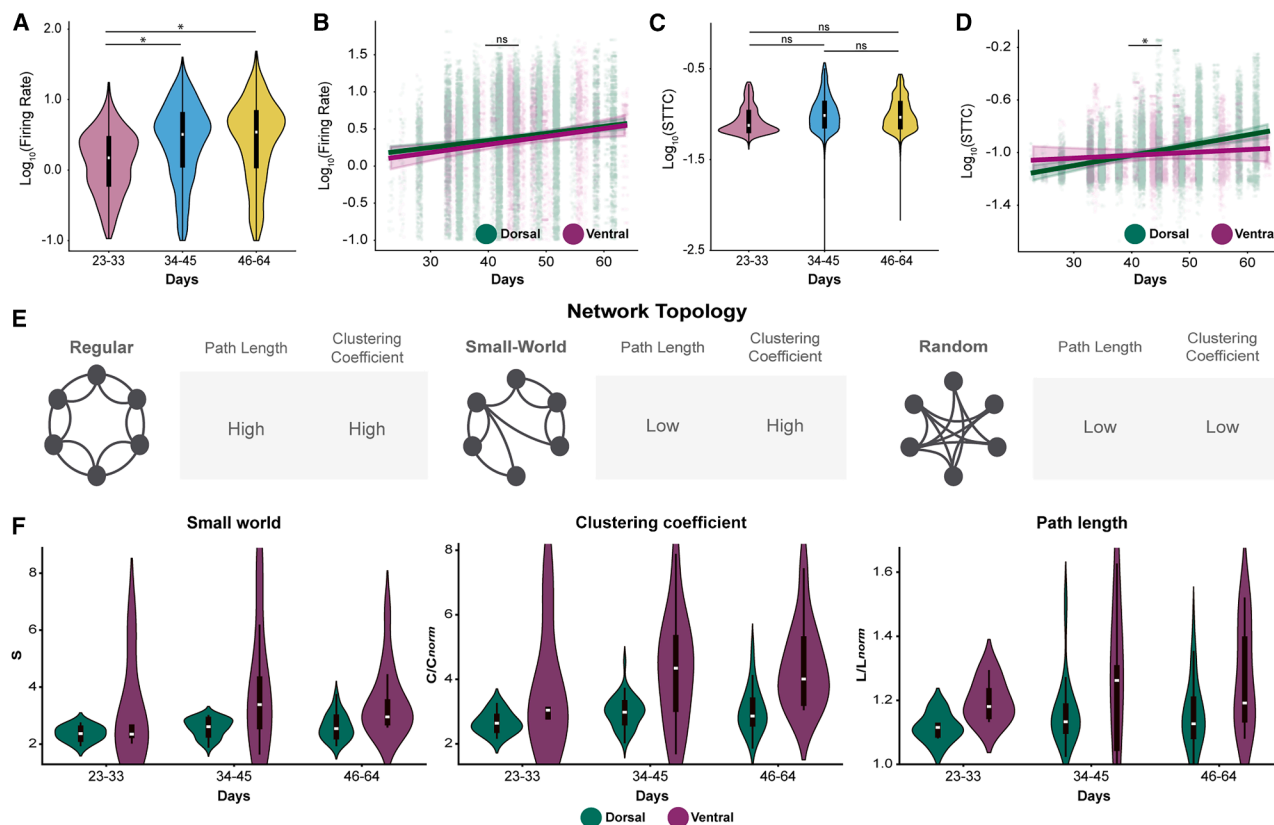 A
Log10(Firing Rate)
2.0
1.0
0.0
-1.0
*
*
23-33
34-45
46-64
Days
B
Log10(Firing Rate)
1.5
1.0
0.5
0.0
0.5
-1.0
ns
Dorsal
Ventral
30
40
50
60
Days
C
Log10(STTC)
-0.5
-1.5
-2.5
ns
ns
ns
23-33
34-45
46-64
Days
D
Log10(STTC)
-0.2
-0.6
-1.0
-1.4
*
Dorsal
Ventral
30
40
50
60
Days
E
Network Topology
Regular
Path Length
Clustering
Coefficient
High
High
Small-World
Path Length
Clustering
Coefficient
Low
High
Random
Path Length
Clustering
Coefficient
Low
Low
F
Small world
S
8
6
4
2
23-33
34-45
46-64
Days
Clustering coefficient
C/Cnorm
8
6
4
2
23-33
34-45
46-64
Days
Path length
L/Lnorm
1.6
1.4
1.2
1.0
23-33
34-45
46-64
Days
Dorsal
Ventral